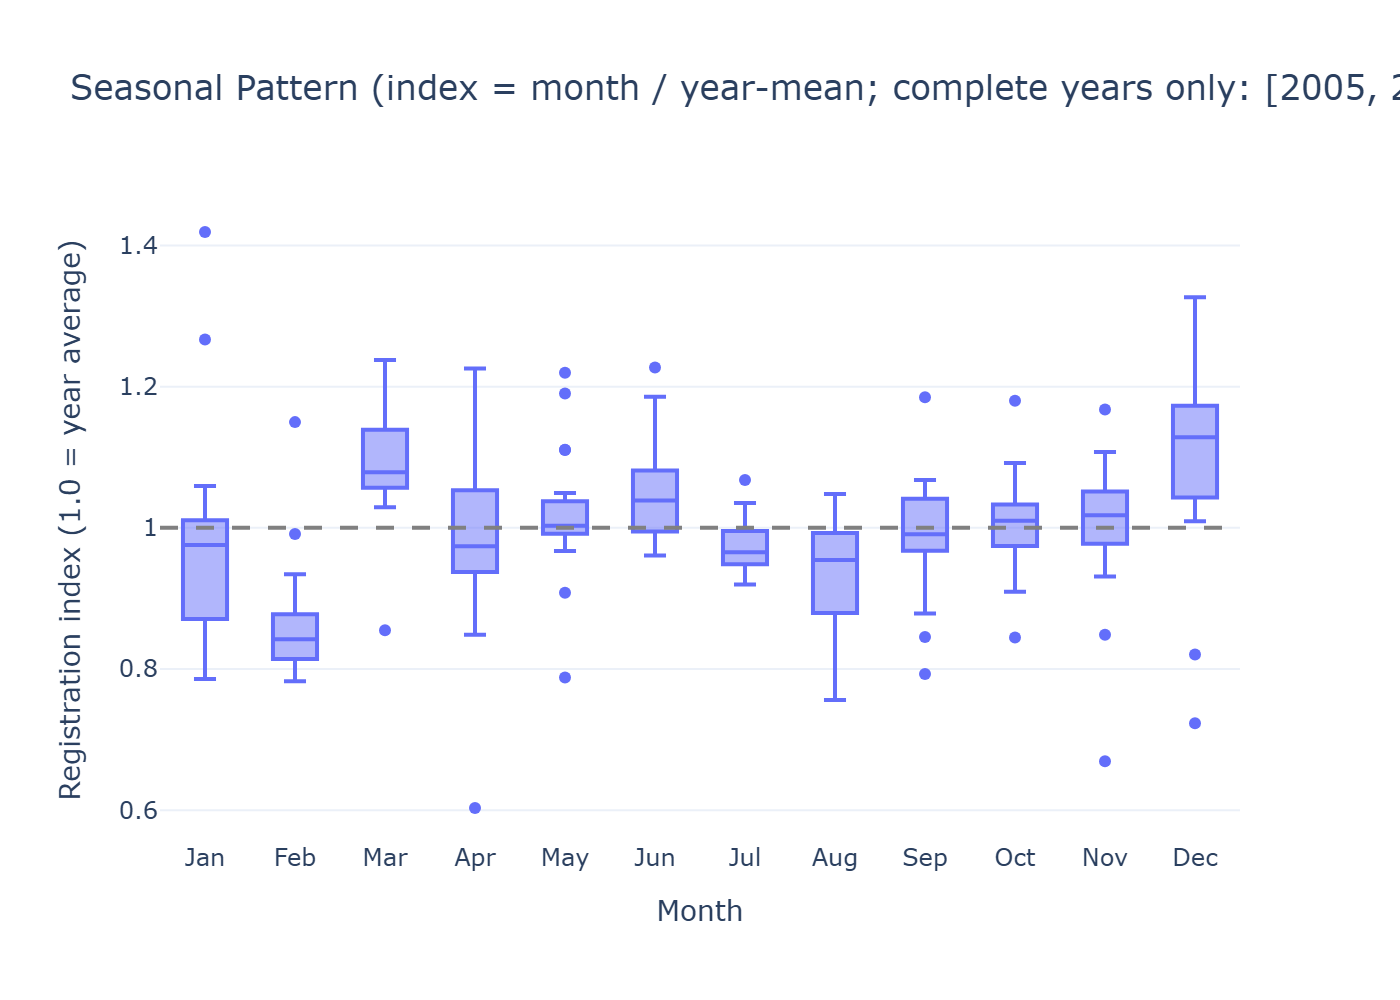 Seasonal Pattern (index = month / year-mean; complete years only: [2005,
Registration index (1.0 = year average)
1.4
1.2
1
0.8
0.6
Jan Feb Mar Apr May Jun Jul Aug Sep Oct Nov Dec
Month